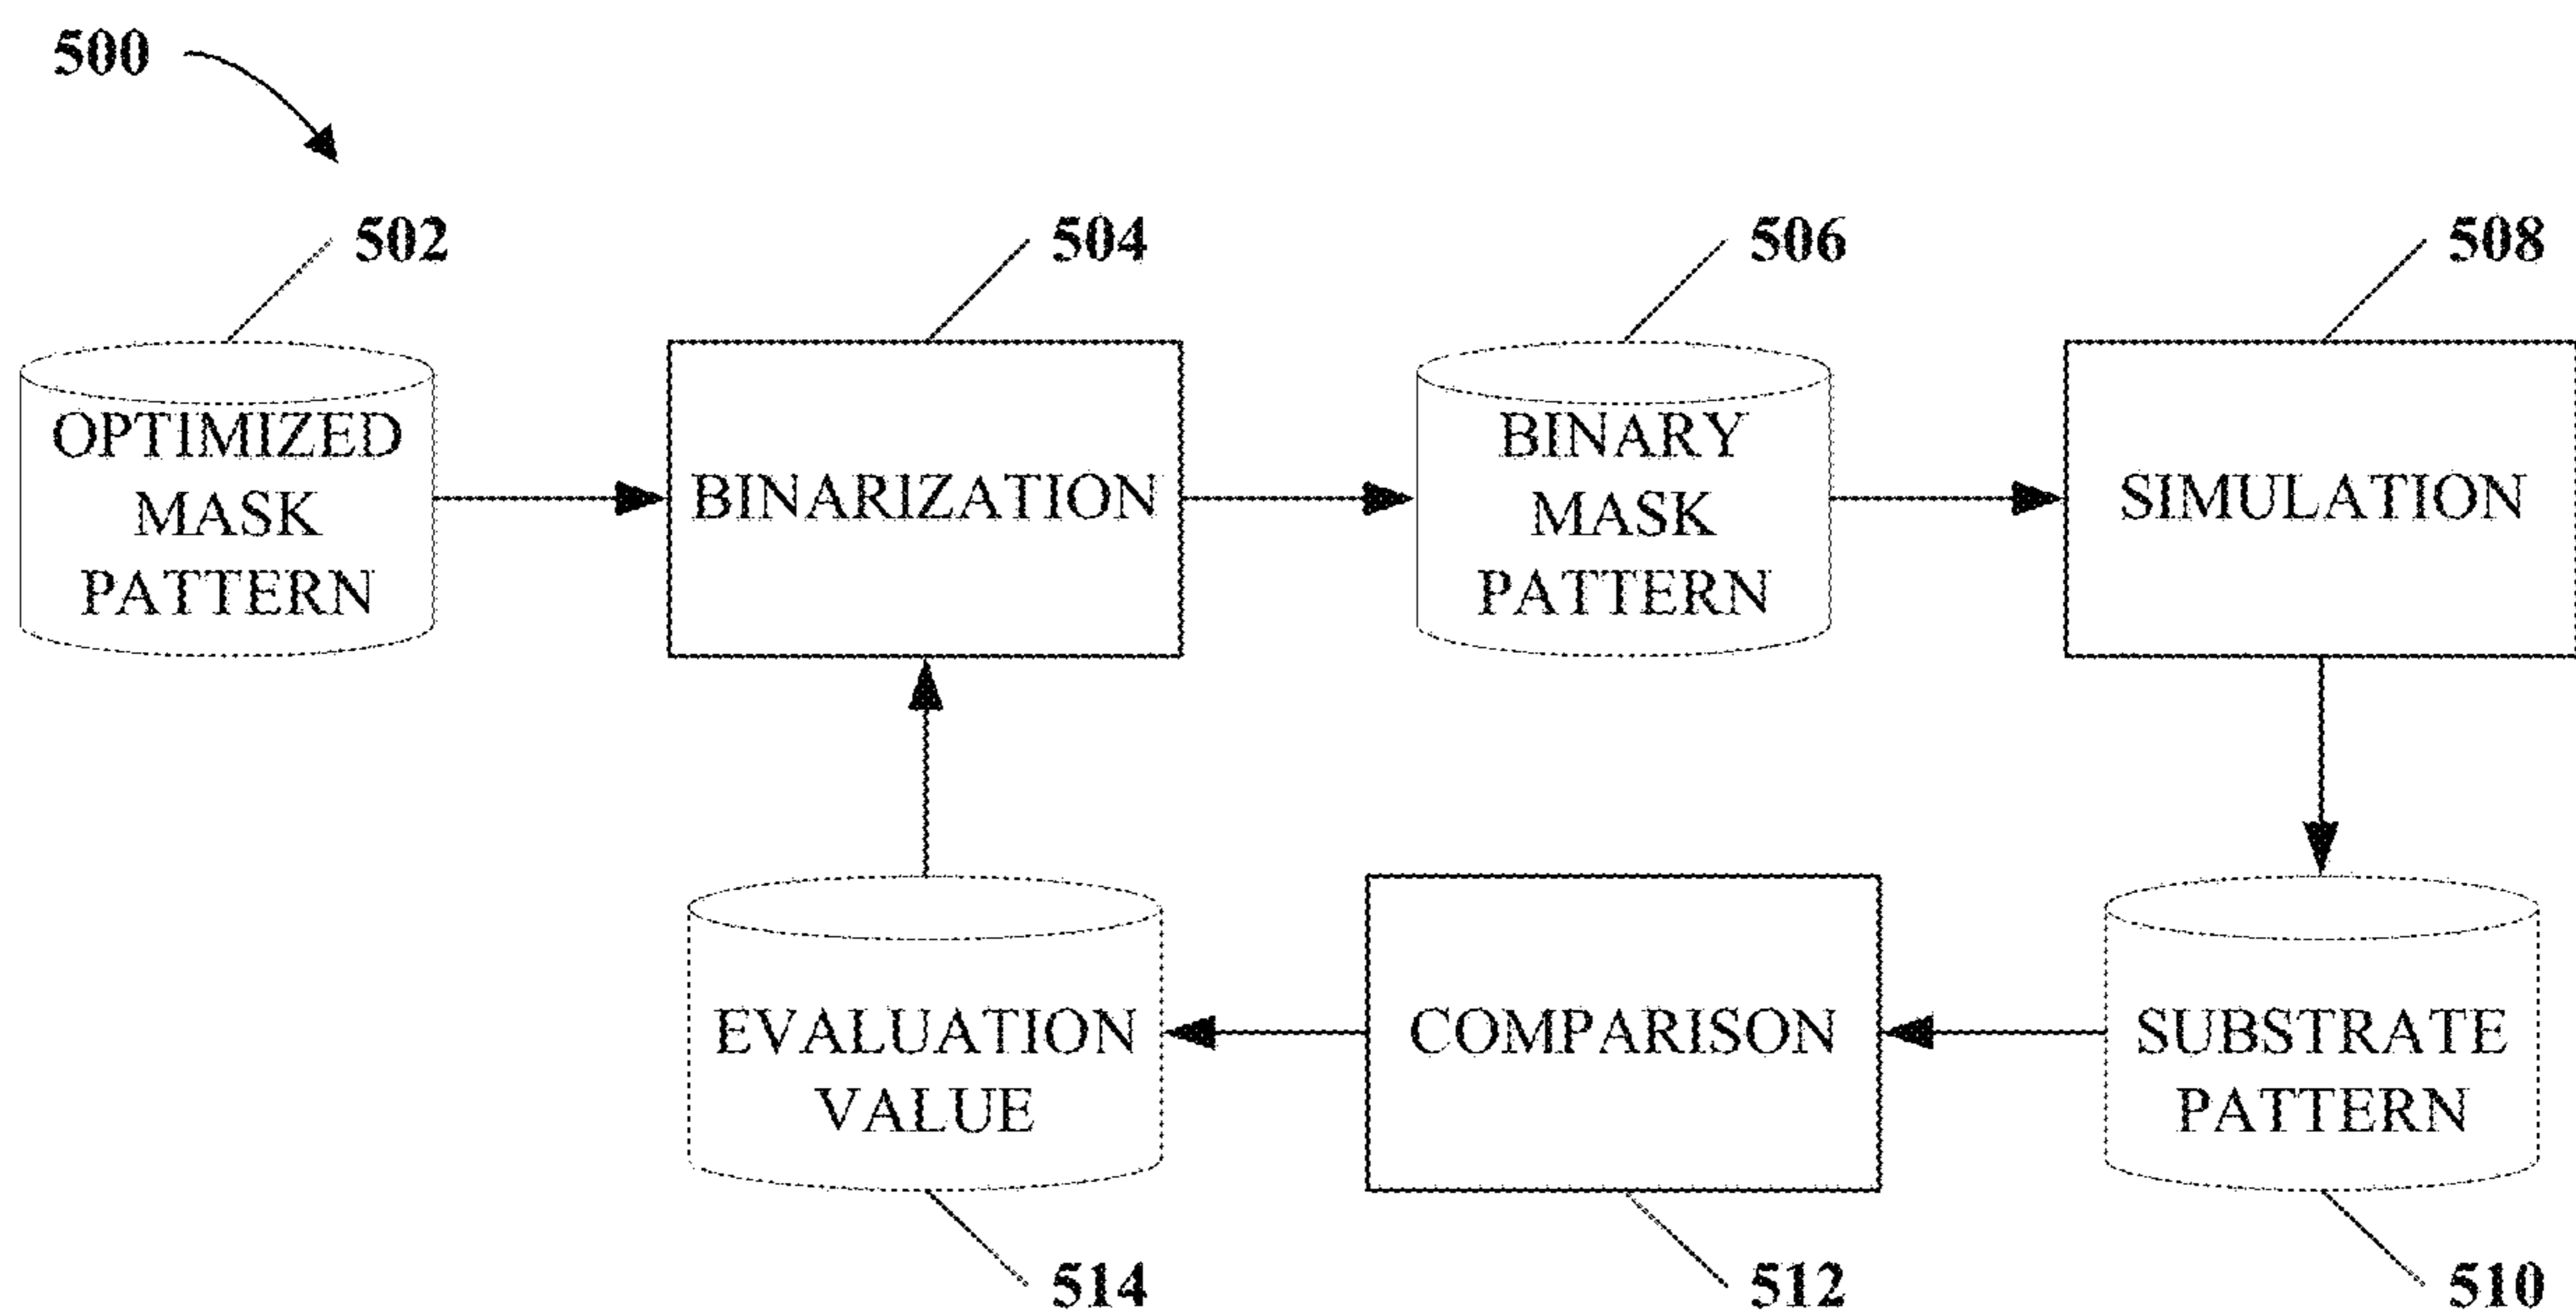 500
502
504
506
508
OPTIMIZED
MASK
PATTERN
BINARIZATION
BINARY
MASK
PATTERN
SIMULATION
EVALUATION
VALUE
COMPARISON
SUBSTRATE
PATTERN
514
512
510